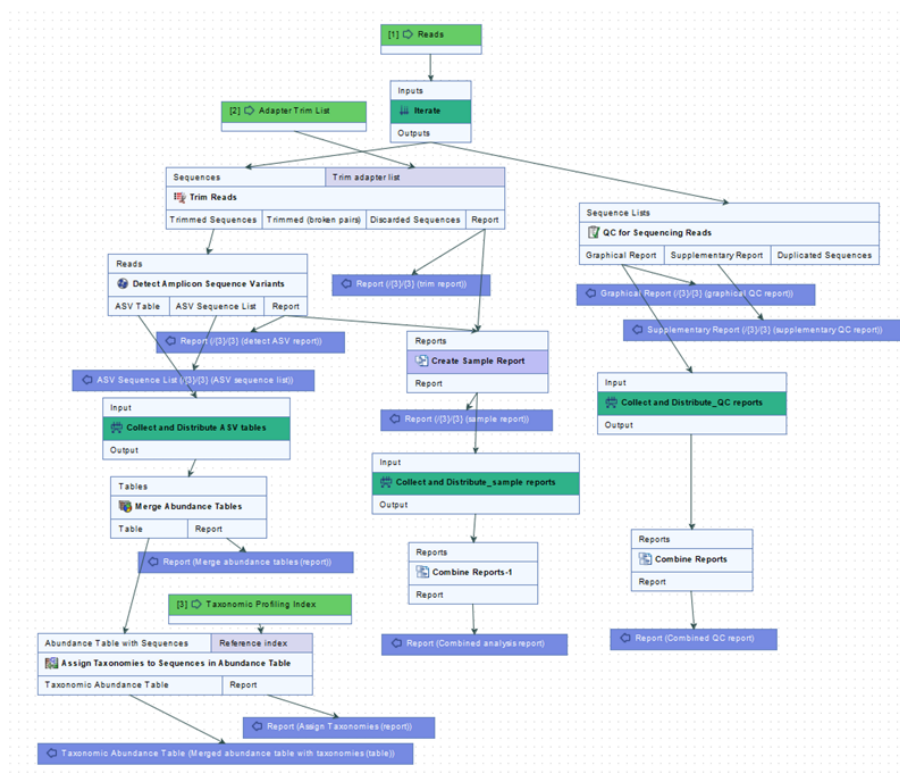 [1] Reads
Inputs
Iterate
Outputs
[2] Adapter Trim List
Sequences Trim adapter list
Trim Reads
Trimmed Sequences Trimmed (broken pairs) Discarded Sequences Report
Sequence Lists
QC for Sequencing Reads
Graphical Report Supplementary Report Duplicated Sequences
Reads
Detect Amplicon Sequence Variants
ASV Table ASV Sequence List Report
Report (/{3}/{3} (trim report))
Graphical Report (/{3}/{3} (graphical QC report))
Supplementary Report (/{3}/{3} (supplementary QC report))
Report (/{3}/{3} (detect ASV report))
Reports
Create Sample Report
Report
ASV Sequence List (/{3}/{3} (ASV sequence list))
Input
Collect and Distribute_QC reports
Output
Input
Collect and Distribute ASV tables
Output
Report (/{3}/{3} (sample report))
Input
Collect and Distribute_sample reports
Output
Tables
Merge Abundance Tables
Table Report
Report (Merge abundance tables (report))
Reports
Combine Reports-1
Report
Reports
Combine Reports
Report
[3] Taxonomic Profiling Index
Abundance Table with Sequences Reference index
Assign Taxonomies to Sequences in Abundance Table
Taxonomic Abundance Table Report
Report (Combined analysis report)
Report (Combined QC report)
Report (Assign Taxonomies (report))
Taxonomic Abundance Table (Merged abundance table with taxonomies (table))